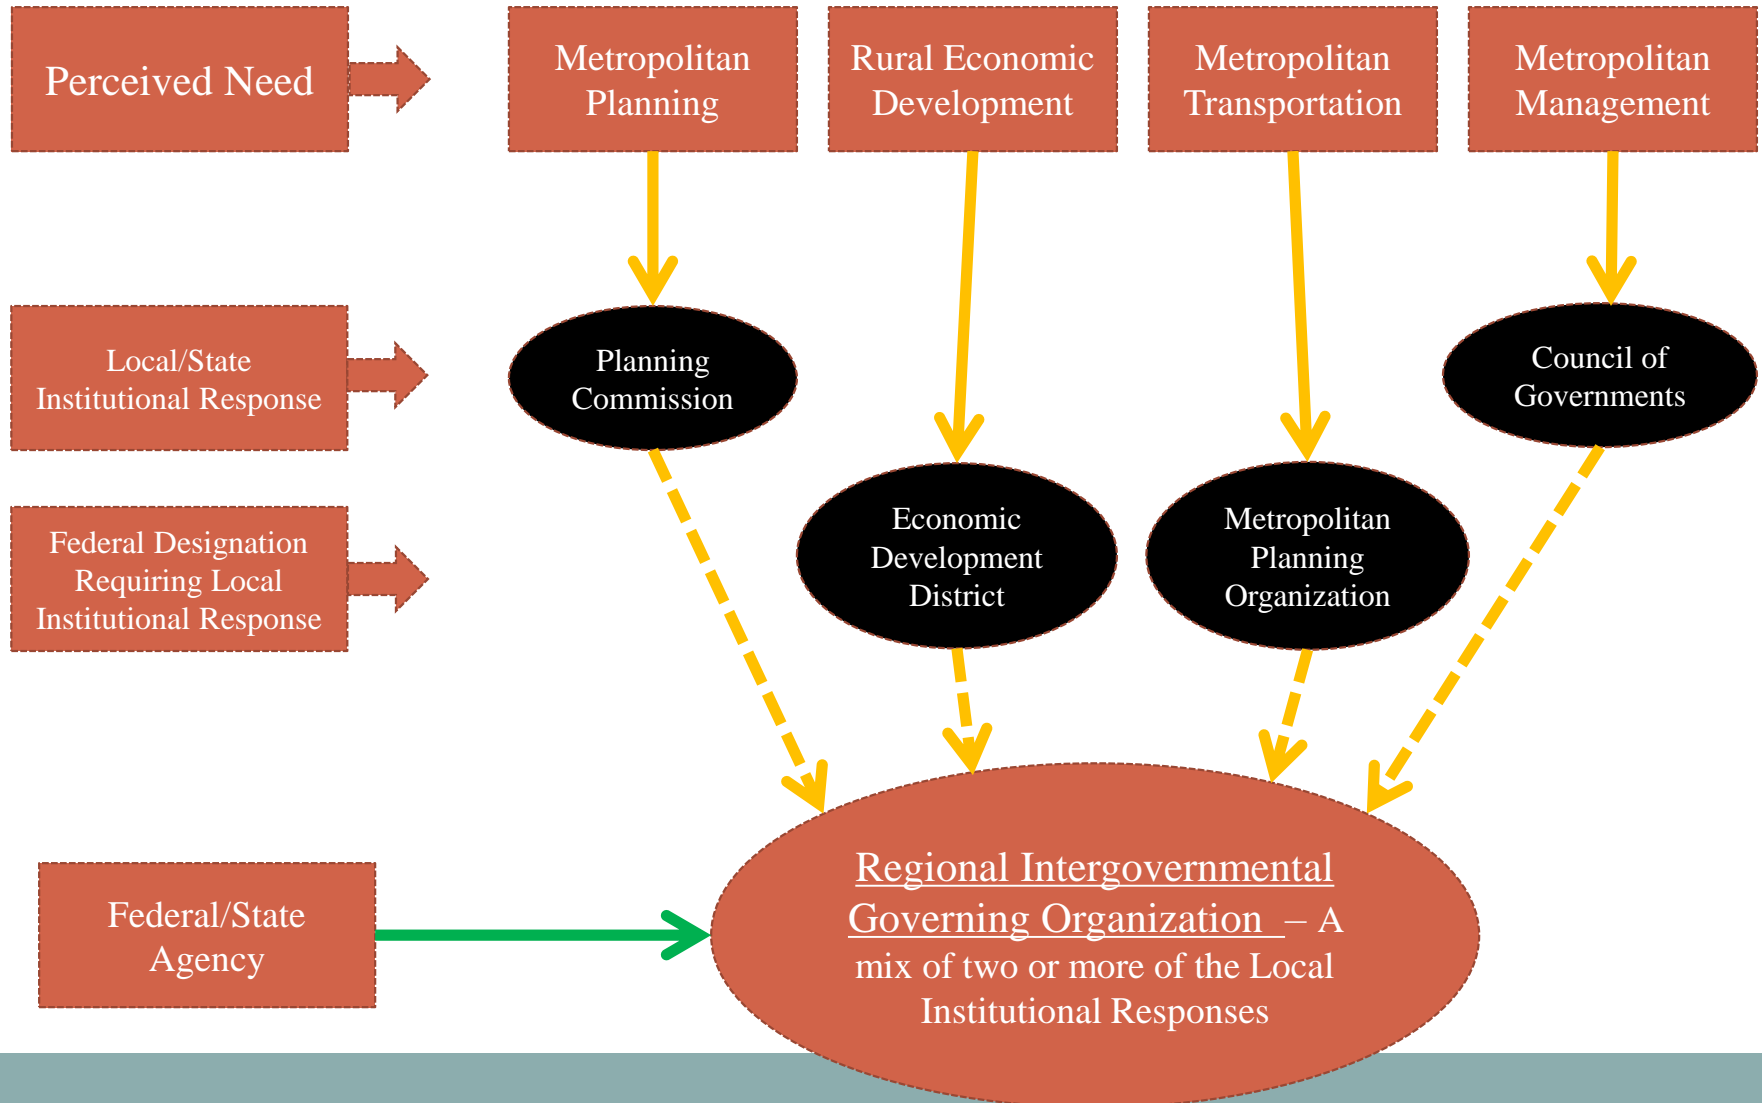 Perceived Need
Metropolitan
Planning
Rural Economic
Development
Metropolitan
Transportation
Metropolitan
Management
Local/State
Institutional Response
Planning
Commission
Council of
Governments
Federal Designation
Requiring Local
Institutional Response
Economic
Development
District
Metropolitan
Planning
Organization
Federal/State
Agency
Regional Intergovernmental
Governing Organization – A
mix of two or more of the Local
Institutional Responses